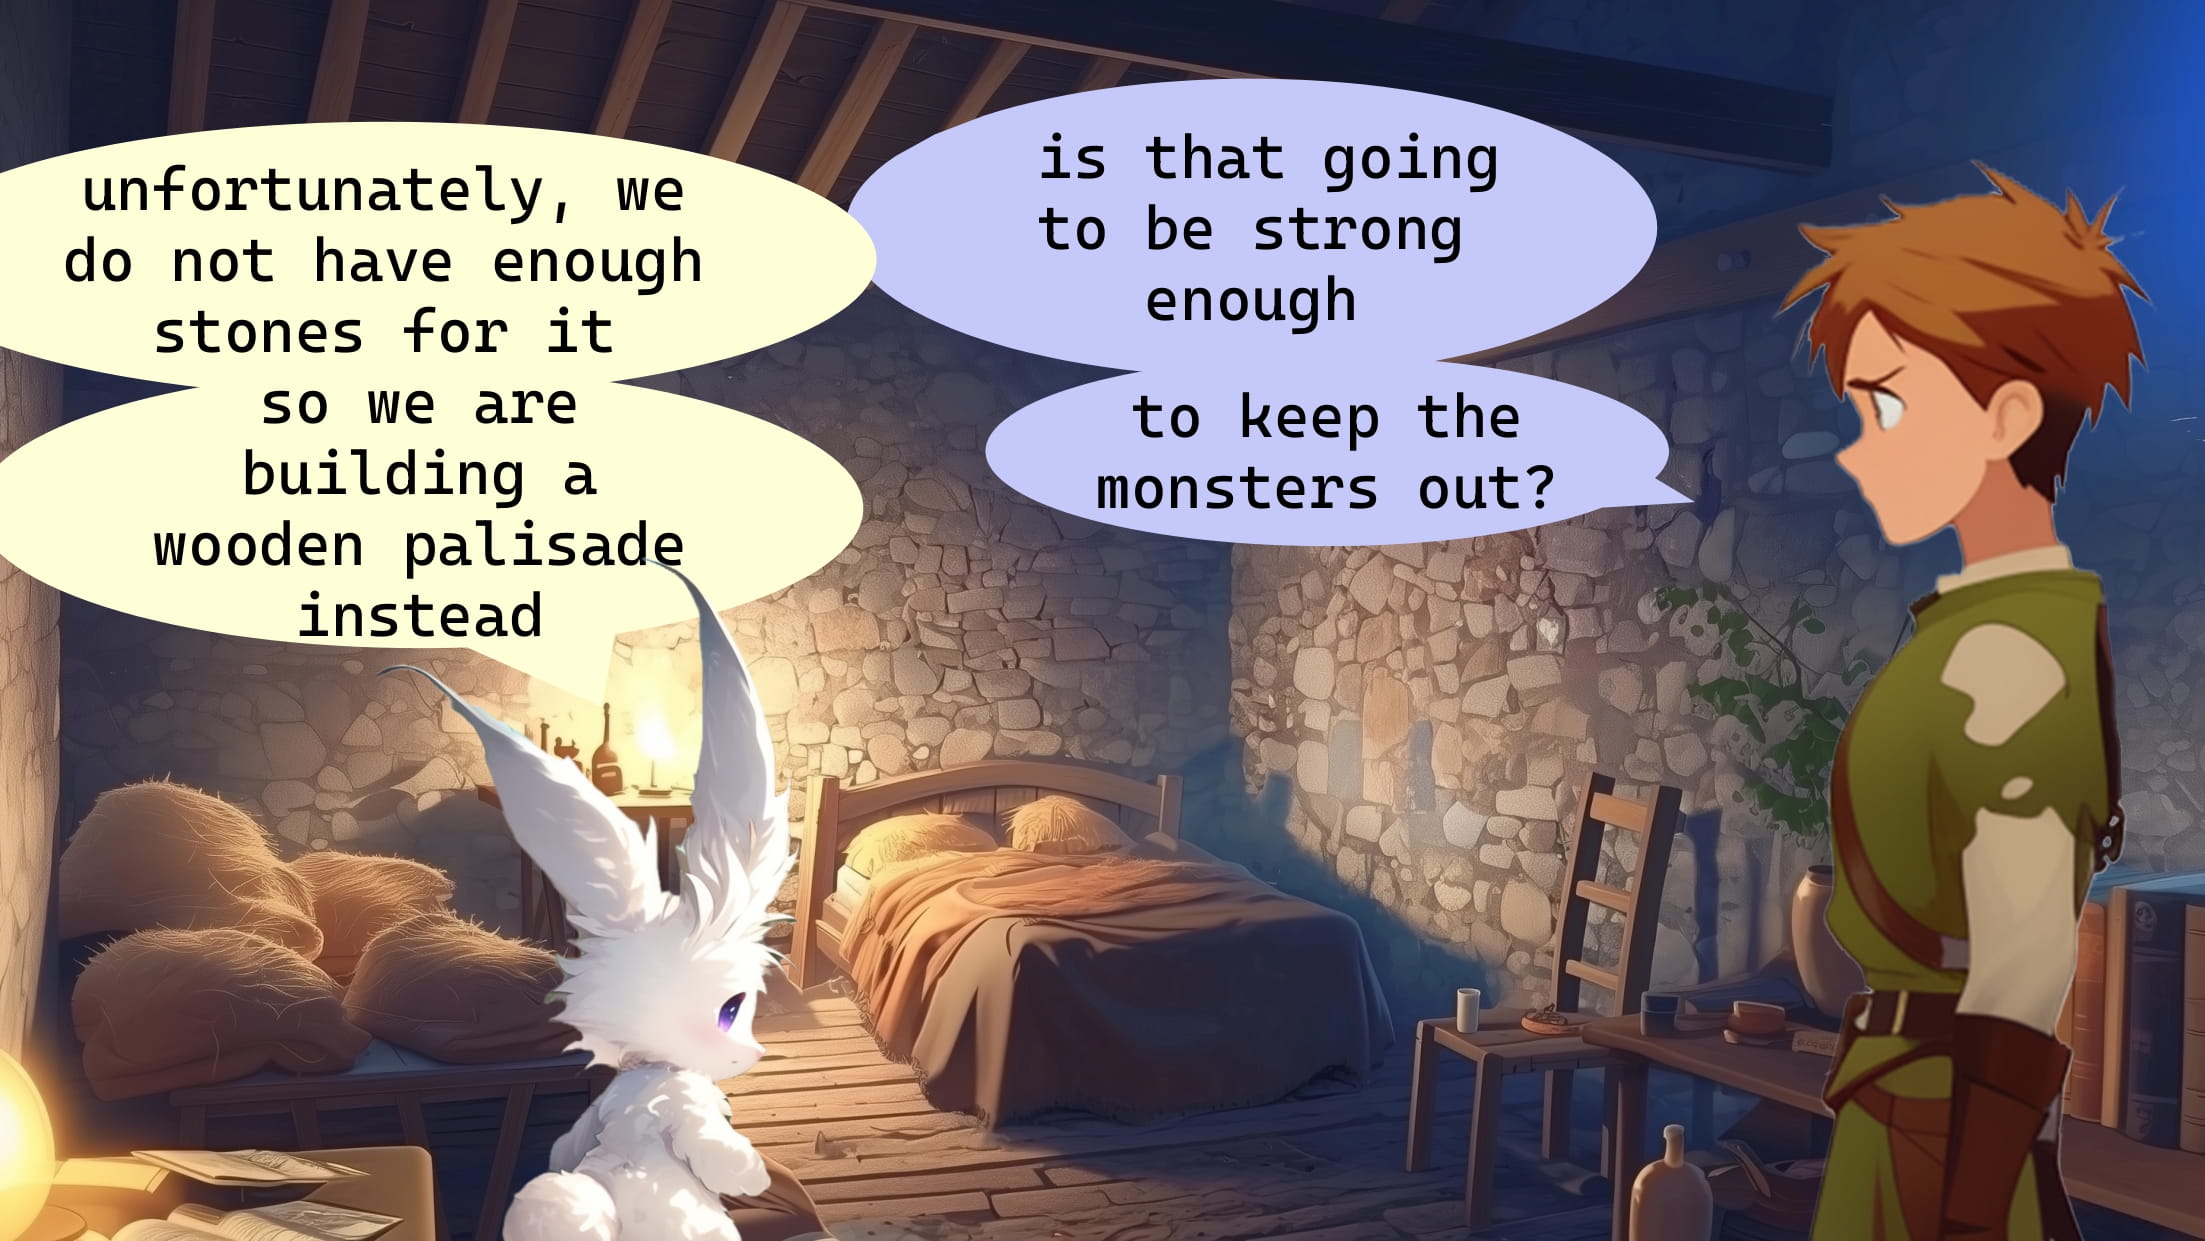 unfortunately, we
do not have enough
stones for it
so we are
building a
wooden palisade
instead
is that going
to be strong
enough
to keep the
monsters out?